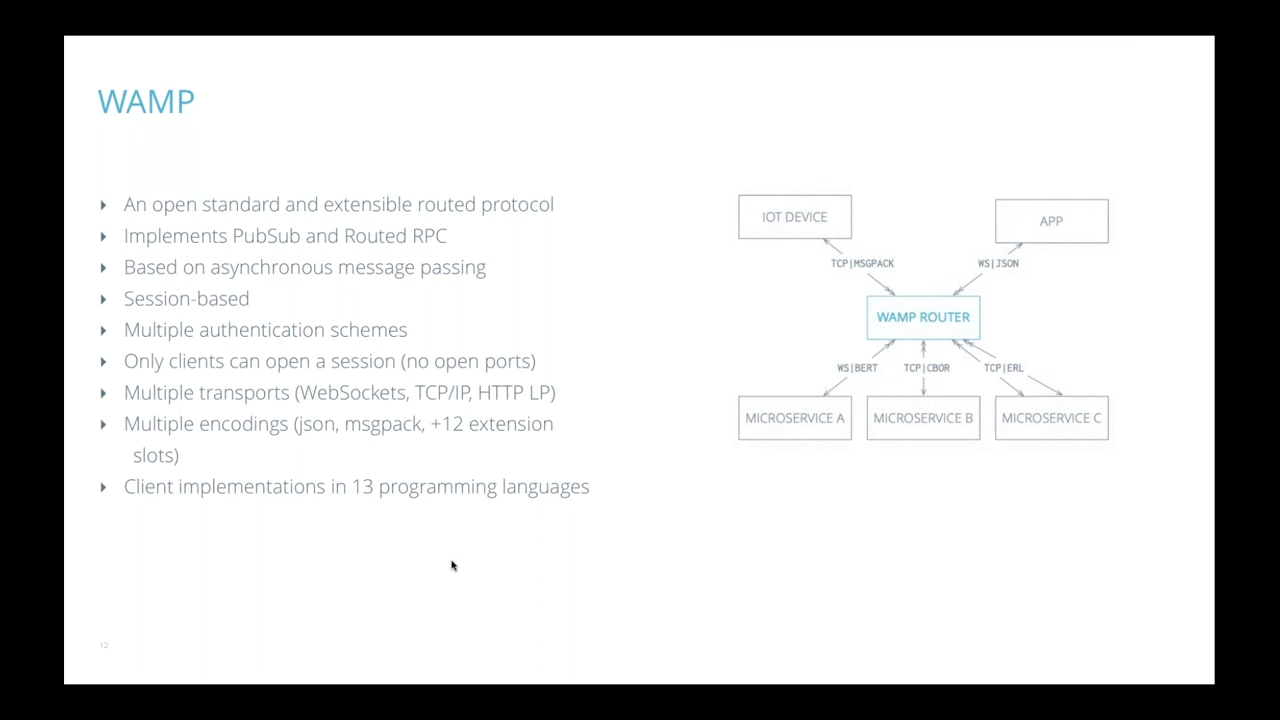 WAMP
An open standard and extensible routed protocol
Implements PubSub and Routed RPC
Based on asynchronous message passing
Session-based
Multiple authentication schemes
Only clients can open a session (no open ports)
Multiple transports (WebSockets, TCP/IP, HTTP LP)
Multiple encodings (json, msgpack, +12 extension
slots)
Client implementations in 13 programming languages
IOT DEVICE
APP
TCP|MSGPACK
WS|JSON
WAMP ROUTER
WS|BERT
TCP|CBOR
TCP|ERL
MICROSERVICE A
MICROSERVICE B
MICROSERVICE C
12